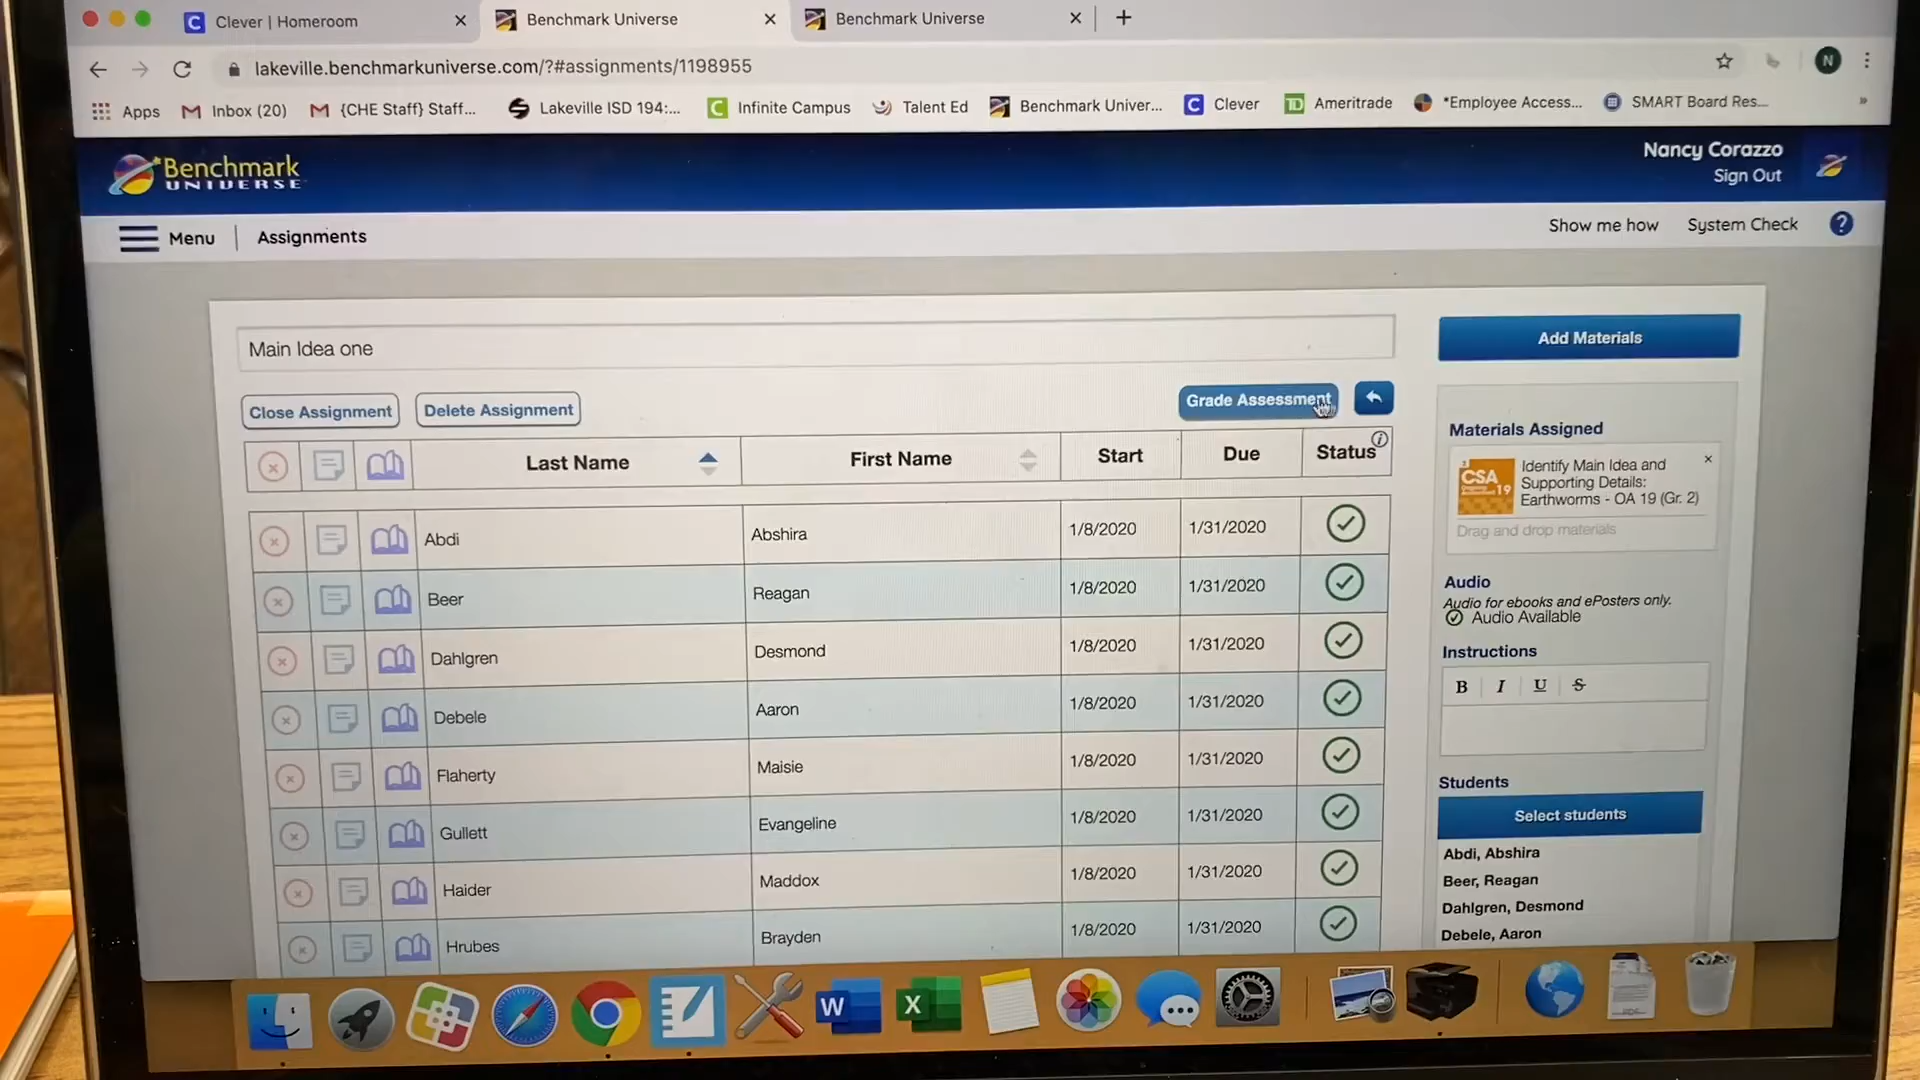 Clever | Homeroom
Benchmark Universe
Benchmark Universe
lakeville.benchmarkuniverse.com/?#assignments/1198955
N
Apps
Inbox (20)
{CHE Staff} Staff...
Lakeville ISD 194:...
Infinite Campus
Talent Ed
Benchmark Univer...
Clever
Ameritrade
*Employee Access...
SMART Board Res...
Benchmark
UNIVERSE
Nancy Corazzo
Sign Out
Menu
Assignments
Show me how
System Check
?
Main Idea one
Add Materials
Close Assignment
Delete Assignment
Grade Assessment
Last Name
First Name
Start
Due
Status
Abdi Abshira 1/8/2020 1/31/2020
Beer Reagan 1/8/2020 1/31/2020
Dahlgren Desmond 1/8/2020 1/31/2020
Debele Aaron 1/8/2020 1/31/2020
Flaherty Maisie 1/8/2020 1/31/2020
Gullett Evangeline 1/8/2020 1/31/2020
Haider Maddox 1/8/2020 1/31/2020
Hrubes Brayden 1/8/2020 1/31/2020
Materials Assigned
CSA
19
Identify Main Idea and
Supporting Details:
Earthworms - OA 19 (Gr. 2)
Drag and drop materials
Audio
Audio for ebooks and ePosters only.
Audio Available
Instructions
B I U S
Students
Select students
Abdi, Abshira
Beer, Reagan
Dahlgren, Desmond
Debele, Aaron
W
X